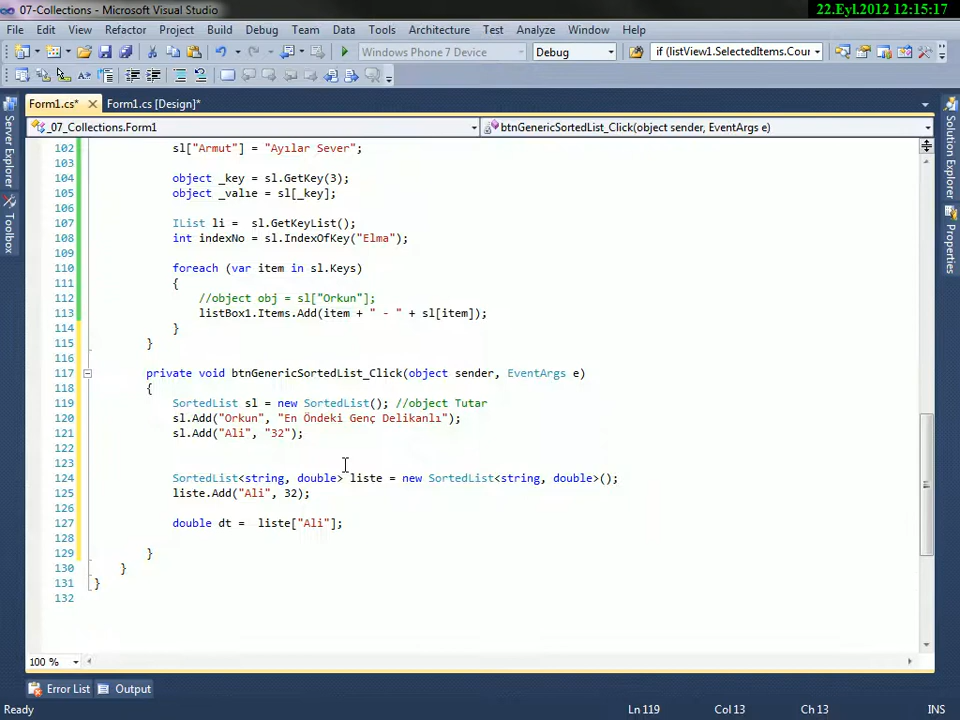 07-Collections - Microsoft Visual Studio
22.Eyl.2012 12:15:17
File Edit View Refactor Project Build Debug Team Data Tools Architecture Test Analyze Window Help
Windows Phone 7 Device Debug if (listView1.SelectedItems.Cour
Form1.cs* Form1.cs [Design]*
_07_Collections.Form1 btnGenericSortedList_Click(object sender, EventArgs e)
Server Explorer
Toolbox
Solution Explorer
Properties
102 sl["Armut"] = "Ayılar Sever";
103
104 object _key = sl.GetKey(3);
105 object _value = sl[_key];
106
107 IList li =  sl.GetKeyList();
108 int indexNo = sl.IndexOfKey("Elma");
109
110 foreach (var item in sl.Keys)
111 {
112 //object obj = sl["Orkun"];
113 listBox1.Items.Add(item + " - " + sl[item]);
114 }
115 }
116
117 private void btnGenericSortedList_Click(object sender, EventArgs e)
118 {
119 SortedList sl = new SortedList(); //object Tutar
120 sl.Add("Orkun", "En Öndeki Genç Delikanlı");
121 sl.Add("Ali", "32");
122
123
124 SortedList<string, double> liste = new SortedList<string, double>();
125 liste.Add("Ali", 32);
126
127 double dt =  liste["Ali"];
128
129 }
130 }
131 }
132
100 %
Error List Output
Ready Ln 119 Col 13 Ch 13 INS